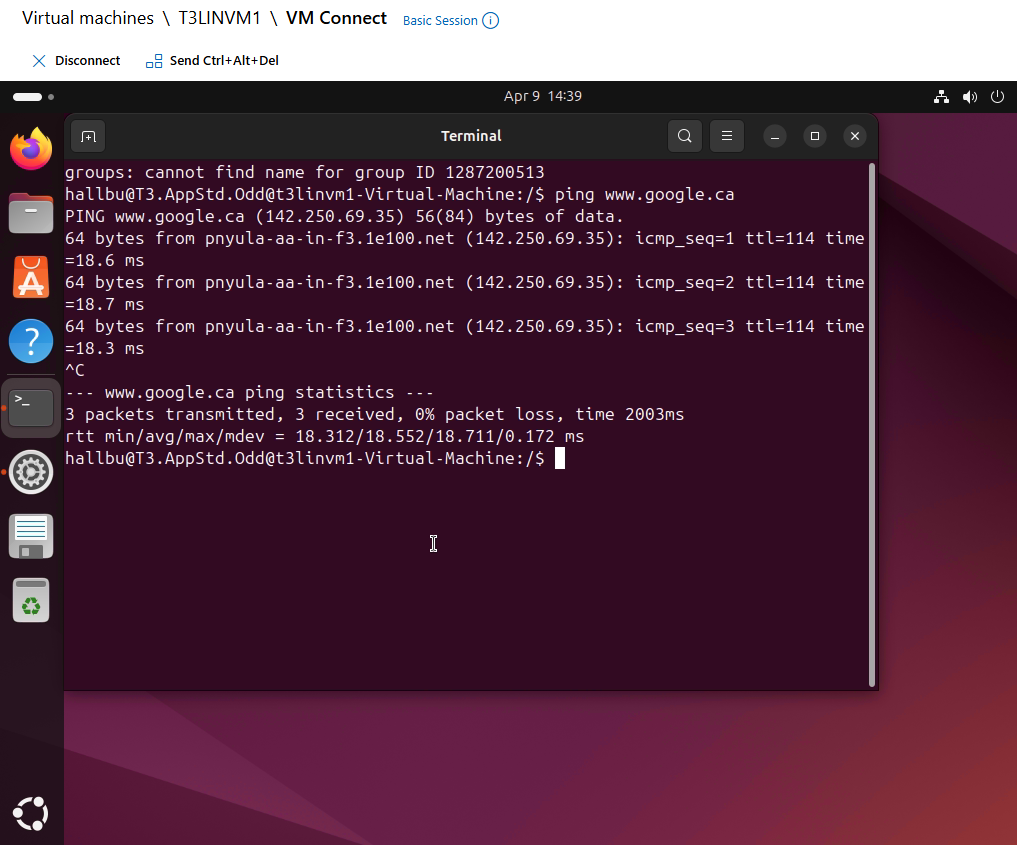 Virtual machines \ T3LINVM1 \ VM Connect Basic Session i
Disconnect Send Ctrl+Alt+Del
Apr 9 14:39
Terminal
groups: cannot find name for group ID 1287200513
hallbu@T3.AppStd.Odd@t3linvm1-Virtual-Machine:/$ ping www.google.ca
PING www.google.ca (142.250.69.35) 56(84) bytes of data.
64 bytes from pnyula-aa-in-f3.1e100.net (142.250.69.35): icmp_seq=1 ttl=114 time
=18.6 ms
64 bytes from pnyula-aa-in-f3.1e100.net (142.250.69.35): icmp_seq=2 ttl=114 time
=18.7 ms
64 bytes from pnyula-aa-in-f3.1e100.net (142.250.69.35): icmp_seq=3 ttl=114 time
=18.3 ms
^C
--- www.google.ca ping statistics ---
3 packets transmitted, 3 received, 0% packet loss, time 2003ms
rtt min/avg/max/mdev = 18.312/18.552/18.711/0.172 ms
hallbu@T3.AppStd.Odd@t3linvm1-Virtual-Machine:/$